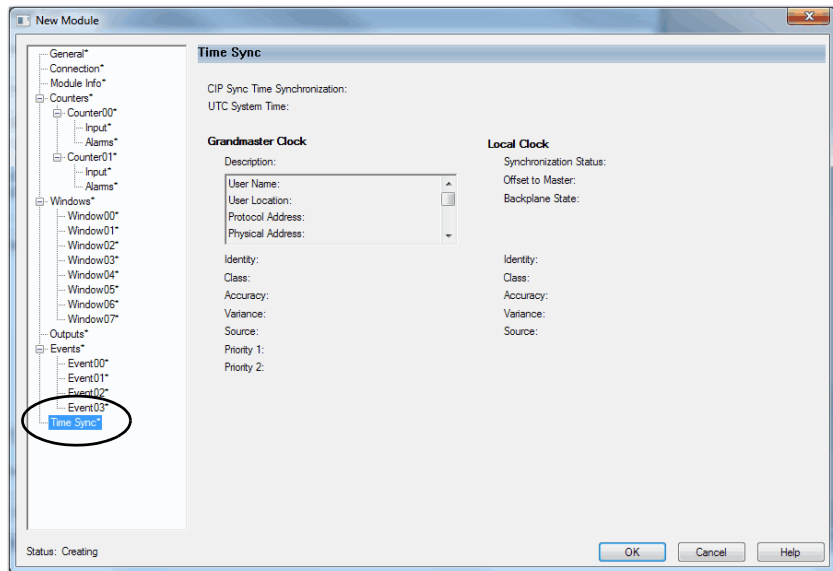 New Module
General*
Connection*
Module Info*
Counters*
Counter00*
Input*
Alarms*
Counter01*
Input*
Alarms*
Windows*
Window00*
Window01*
Window02*
Window03*
Window04*
Window05*
Window06*
Window07*
Outputs*
Events*
Event00*
Event01*
Event02*
Event03*
Time Sync*
Time Sync
CIP Sync Time Synchronization:
UTC System Time:
Grandmaster Clock
Description:
User Name:
User Location:
Protocol Address:
Physical Address:
Identity:
Class:
Accuracy:
Variance:
Source:
Priority 1:
Priority 2:
Local Clock
Synchronization Status:
Offset to Master:
Backplane State:
Identity:
Class:
Accuracy:
Variance:
Source:
Status: Creating
OK
Cancel
Help